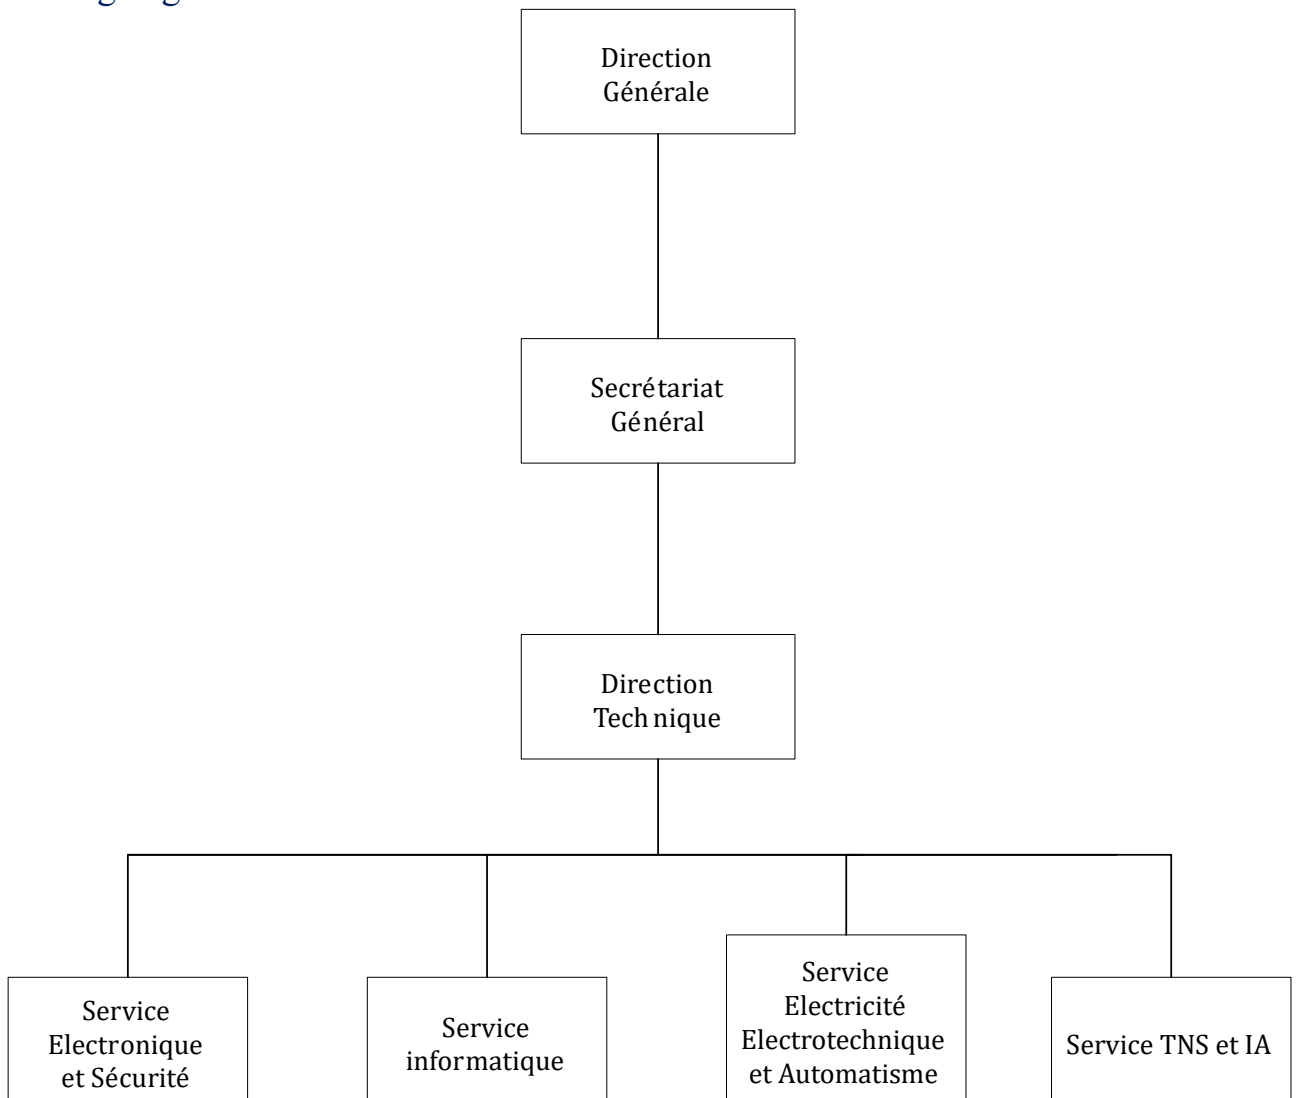 Direction
Générale
Secrétariat
Général
Direction
Technique
Service
Electronique
et Sécurité
Service
informatique
Service
Electricité
Electrotechnique
et Automatisme
Service TNS et IA